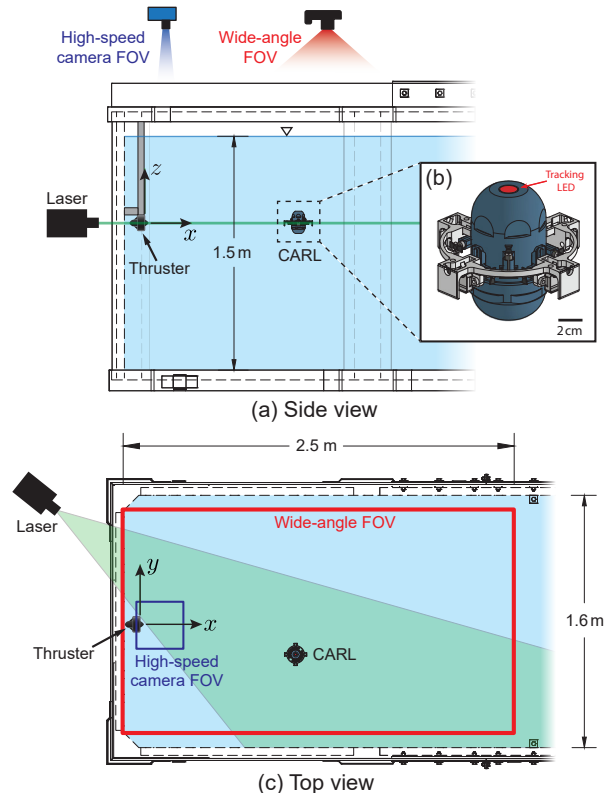 (a)
High-speed
camera FOV
Wide-angle
FOV
(b)
Tracking
LED
Laser
z
x
Thruster
1.5 m
CARL
2 cm
(a) Side view
2.5 m
Laser
Wide-angle FOV
y
x
1.6 m
Thruster
High-speed
camera FOV
CARL
(c) Top view